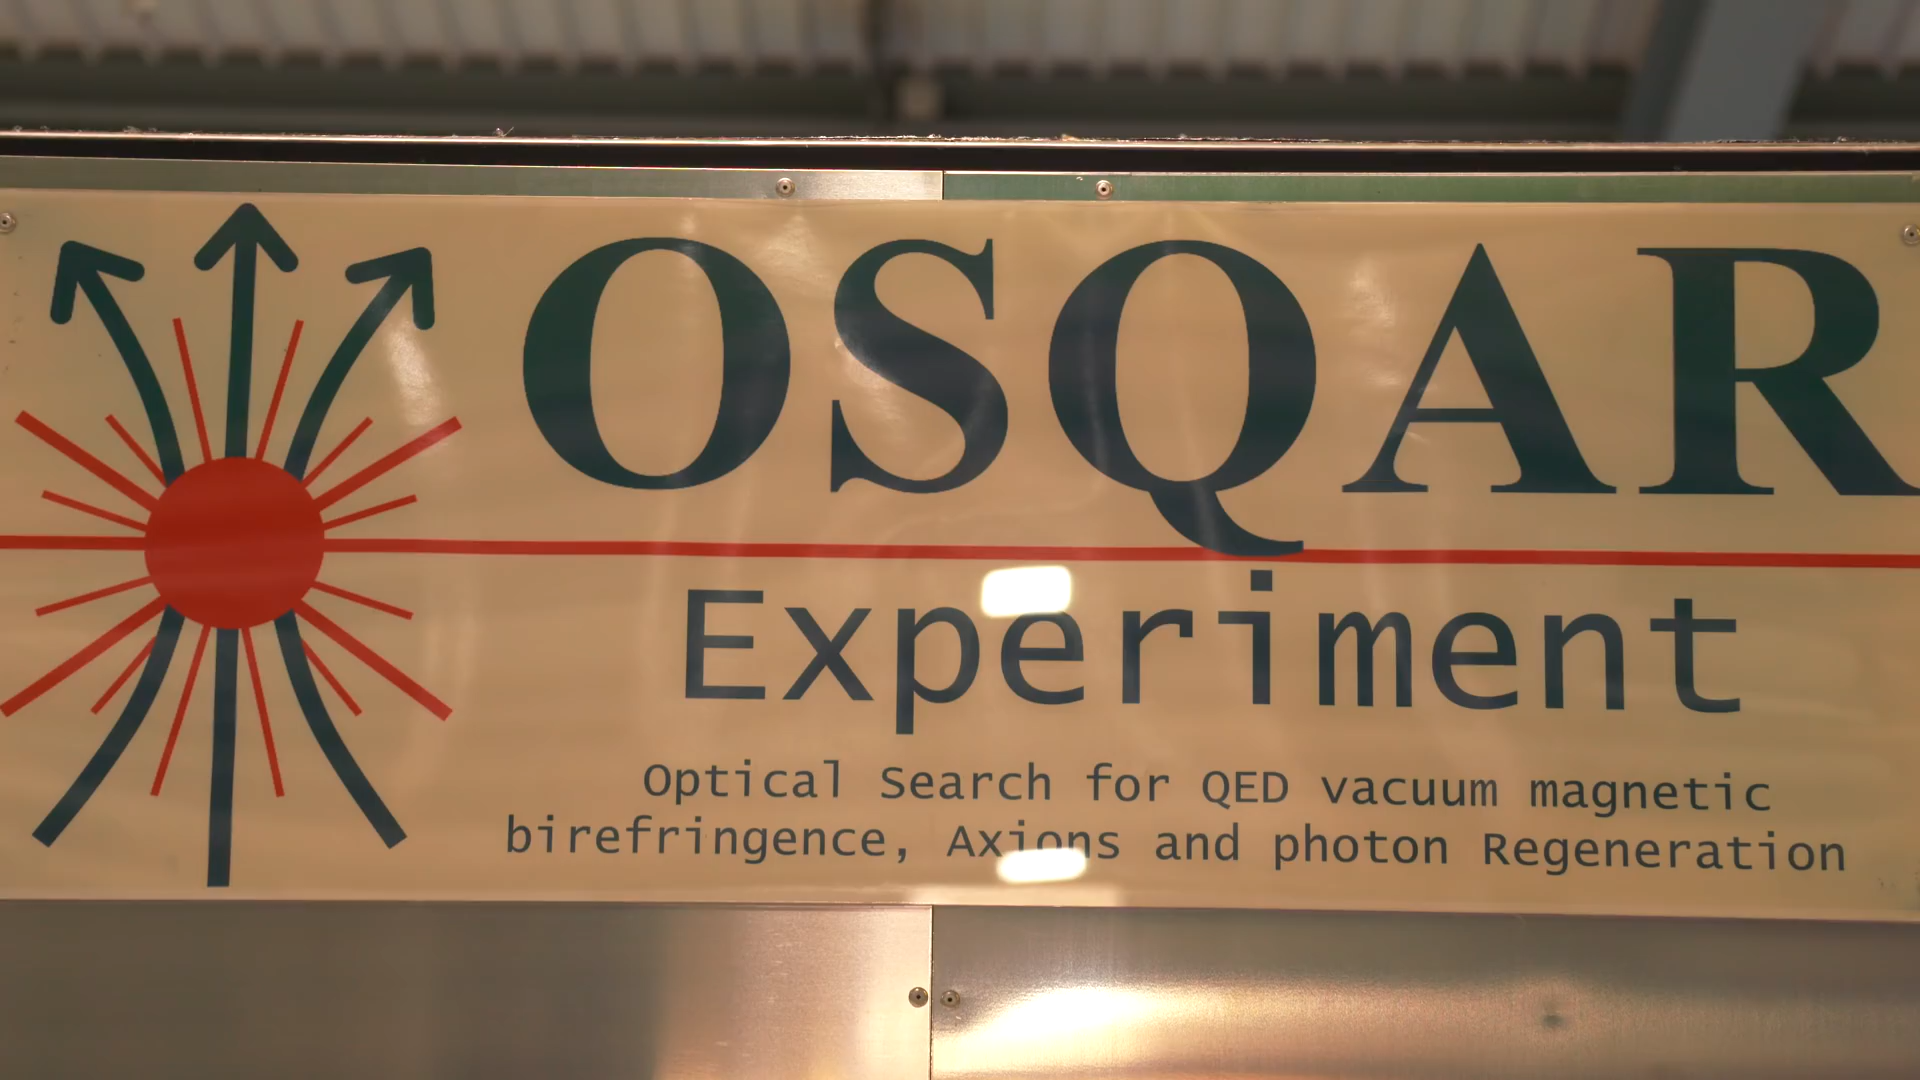 OSQAR
Experiment
Optical Search for QED vacuum magnetic
birefringence, Axions and photon Regeneration